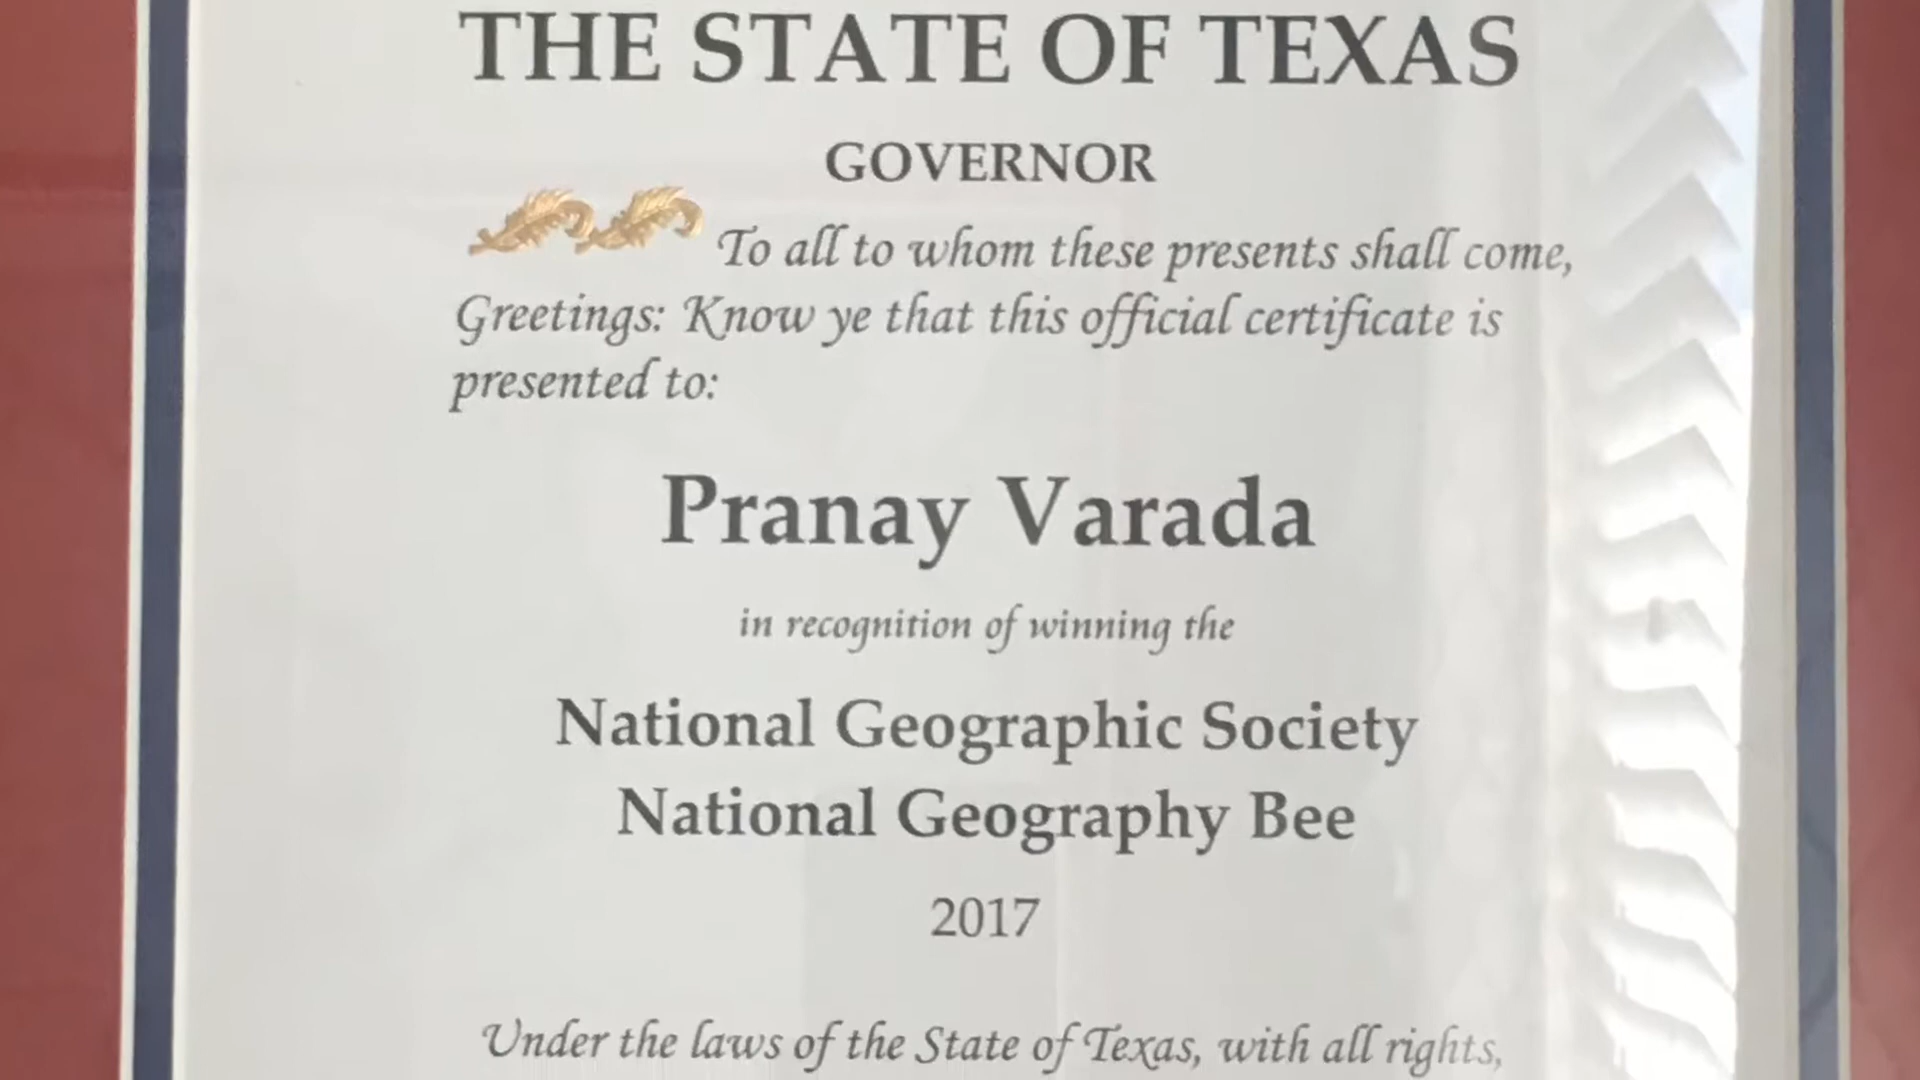 THE STATE OF TEXAS
GOVERNOR
To all to whom these presents shall come,
Greetings: Know ye that this official certificate is
presented to:
Pranay Varada
in recognition of winning the
National Geographic Society
National Geography Bee
2017
Under the laws of the State of Texas, with all rights,